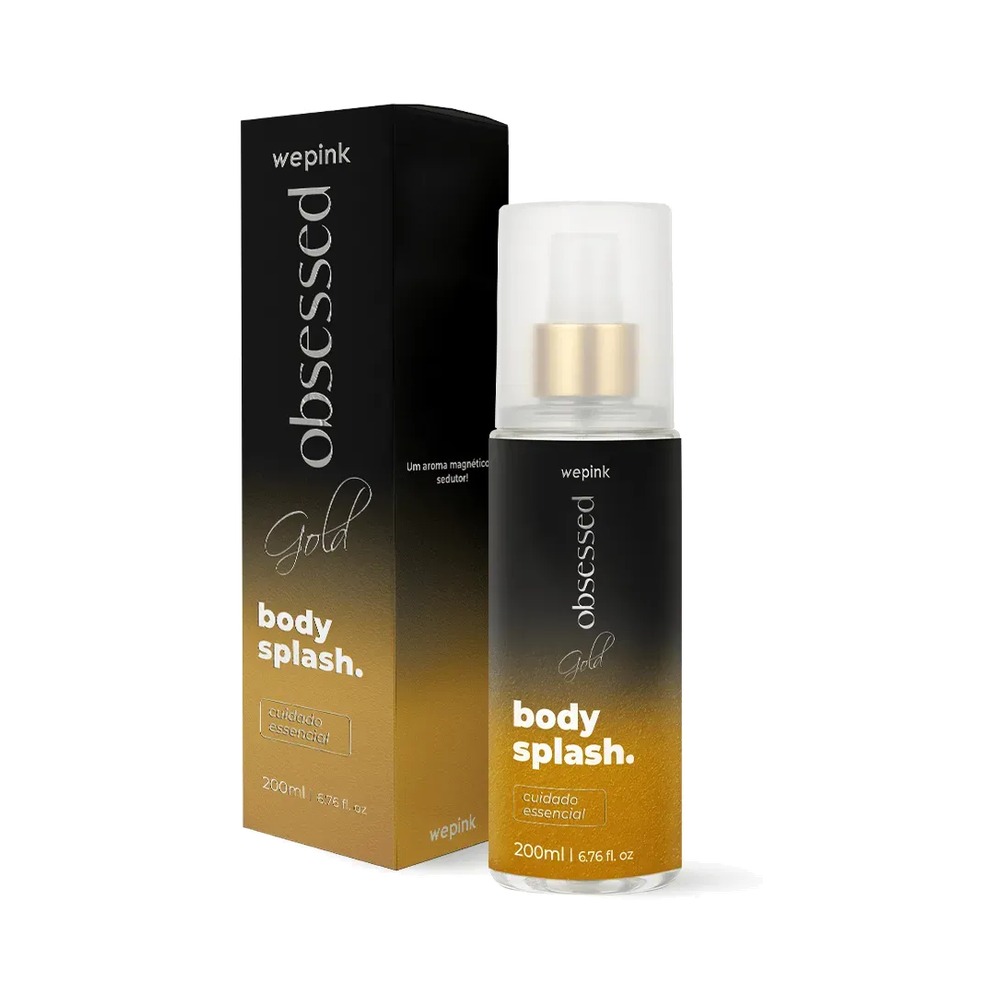 wepink
obsessed
Gold
body
splash.
cuidado
essencial
200ml | 6.76 fl. oz
Um aroma magnético
sedutor!
wepink
wepink
obsessed
Gold
body
splash.
cuidado
essencial
200ml | 6.76 fl. oz